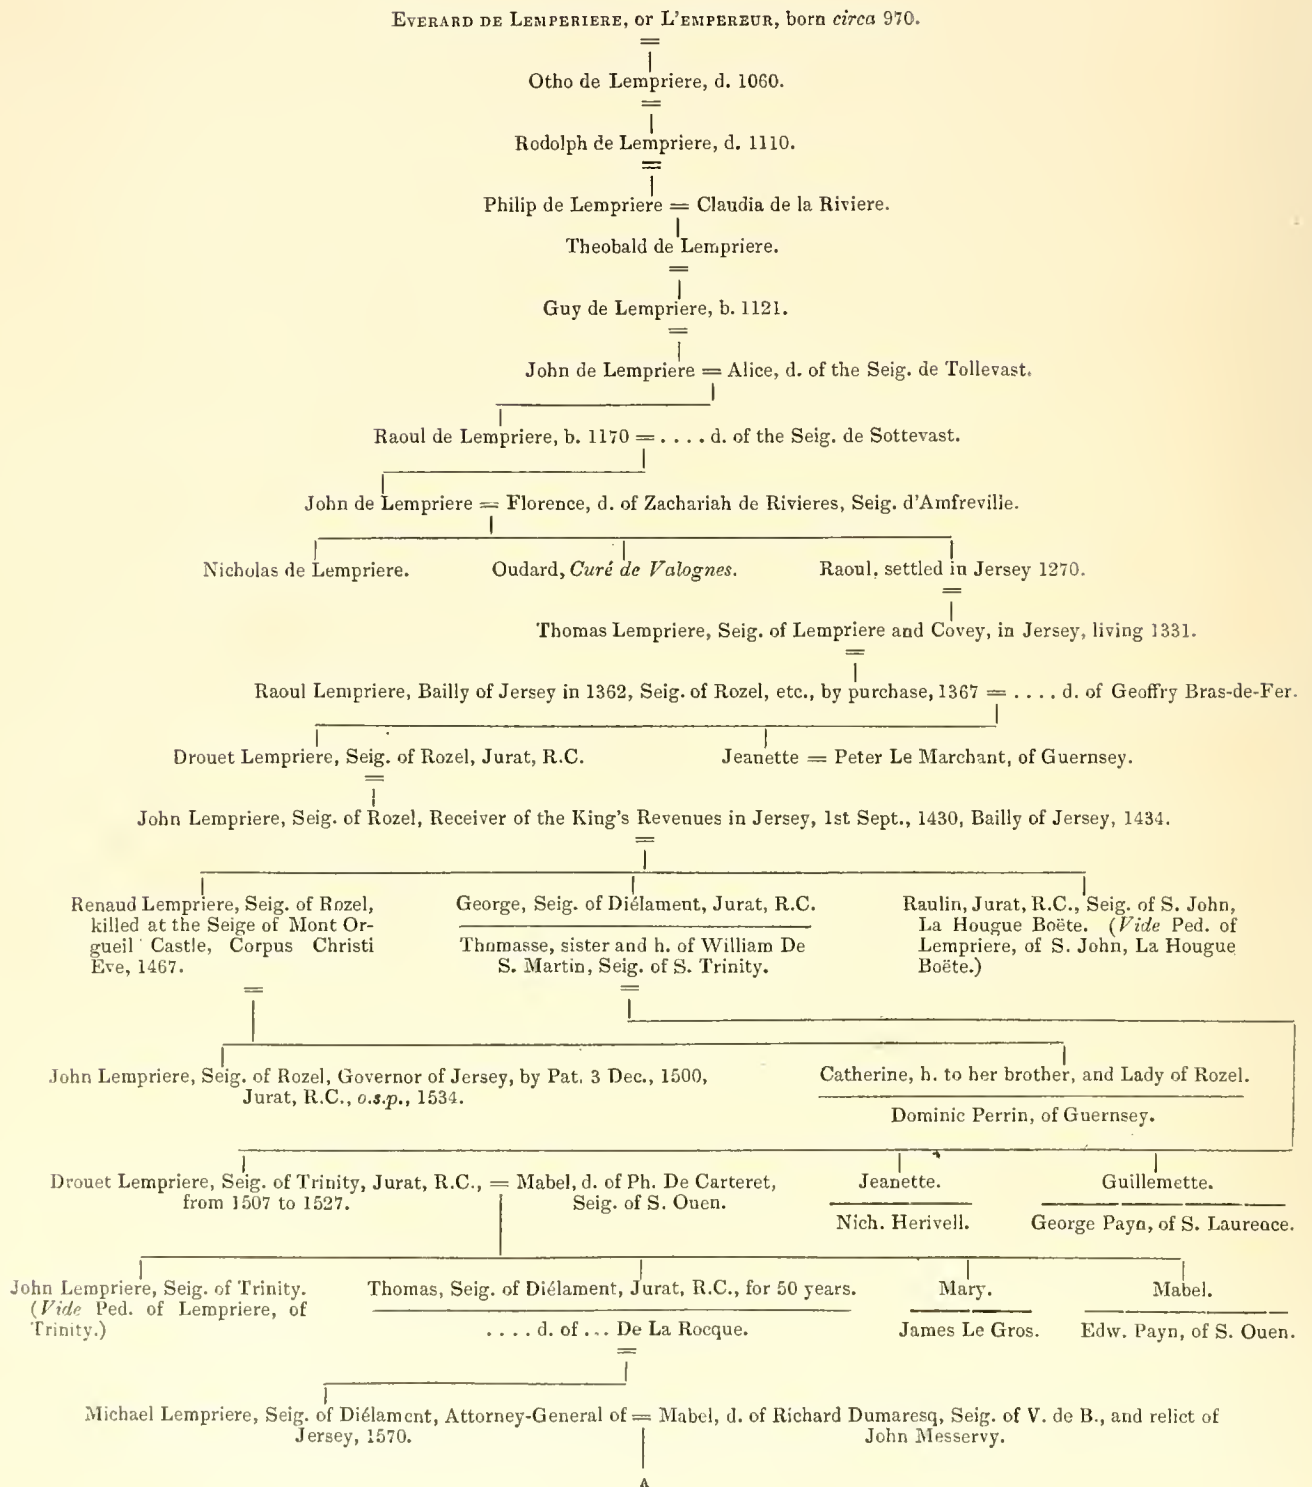 EVERARD DE LEMPERIERE, or L'EMPEREUR, born circa 970.
=
Otho de Lempriere, d. 1060.
=
Rodolph de Lempriere, d. 1110.
=
Philip de Lempriere = Claudia de la Riviere.
Theobald de Lempriere.
=
Guy de Lempriere, b. 1121.
=
John de Lempriere = Alice, d. of the Seig. de Tollevast.
Raoul de Lempriere, b. 1170 = .... d. of the Seig. de Sottevast.
John de Lempriere = Florence, d. of Zachariah de Rivieres, Seig. d'Amfreville.
Nicholas de Lempriere. Oudard, Curé de Valognes. Raoul, settled in Jersey 1270.
=
Thomas Lempriere, Seig. of Lempriere and Covey, in Jersey, living 1331.
=
Raoul Lempriere, Bailly of Jersey in 1362, Seig. of Rozel, etc., by purchase, 1367 = .... d. of Geoffry Bras-de-Fer.
Drouet Lempriere, Seig. of Rozel, Jurat, R.C. Jeanette = Peter Le Marchant, of Guernsey.
=
John Lempriere, Seig. of Rozel, Receiver of the King's Revenues in Jersey, 1st Sept., 1430, Bailly of Jersey, 1434.
=
Renaud Lempriere, Seig. of Rozel,
killed at the Seige of Mont Or-
gueil Castle, Corpus Christi
Eve, 1467.
=
George, Seig. of Diélament, Jurat, R.C.
Thomasse, sister and h. of William De
S. Martin, Seig. of S. Trinity.
=
Raulin, Jurat, R.C., Seig. of S. John,
La Hougue Boëte. (Vide Ped. of
Lempriere, of S. John, La Hougue
Boëte.)
John Lempriere, Seig. of Rozel, Governor of Jersey, by Pat. 3 Dec., 1500,
Jurat, R.C., o.s.p., 1534.
Catherine, h. to her brother, and Lady of Rozel.
Dominic Perrin, of Guernsey.
Drouet Lempriere, Seig. of Trinity, Jurat, R.C., = Mabel, d. of Ph. De Carteret,
from 1507 to 1527. Seig. of S. Ouen.
Jeanette.
Nich. Herivell.
Guillemette.
George Payn, of S. Laurence.
John Lempriere, Seig. of Trinity.
(Vide Ped. of Lempriere, of
Trinity.)
Thomas, Seig. of Diélament, Jurat, R.C., for 50 years.
.... d. of ... De La Rocque.
=
Mary.
James Le Gros.
Mabel.
Edw. Payn, of S. Ouen.
Michael Lempriere, Seig. of Diélament, Attorney-General of = Mabel, d. of Richard Dumaresq, Seig. of V. de B., and relict of
Jersey, 1570. John Messervy.
A